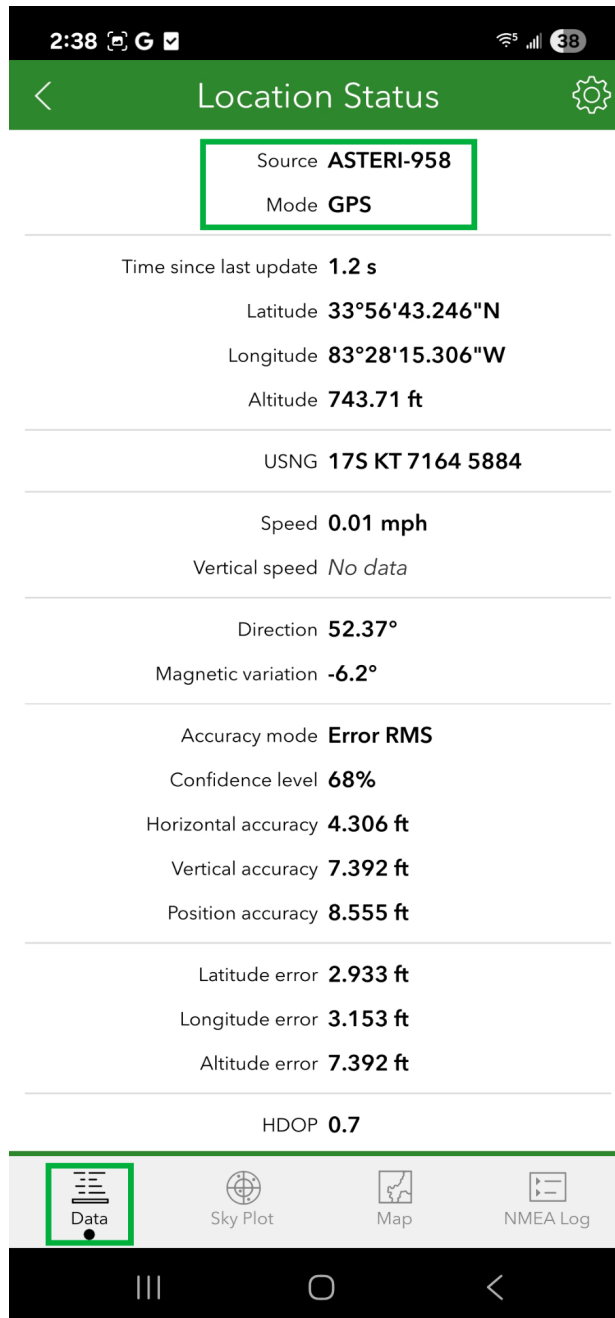 2:38 G 5 38
Location Status
Source ASTERI-958
Mode GPS
Time since last update 1.2 s
Latitude 33°56'43.246"N
Longitude 83°28'15.306"W
Altitude 743.71 ft
USNG 17S KT 7164 5884
Speed 0.01 mph
Vertical speed No data
Direction 52.37°
Magnetic variation -6.2°
Accuracy mode Error RMS
Confidence level 68%
Horizontal accuracy 4.306 ft
Vertical accuracy 7.392 ft
Position accuracy 8.555 ft
Latitude error 2.933 ft
Longitude error 3.153 ft
Altitude error 7.392 ft
HDOP 0.7
Data Sky Plot Map NMEA Log